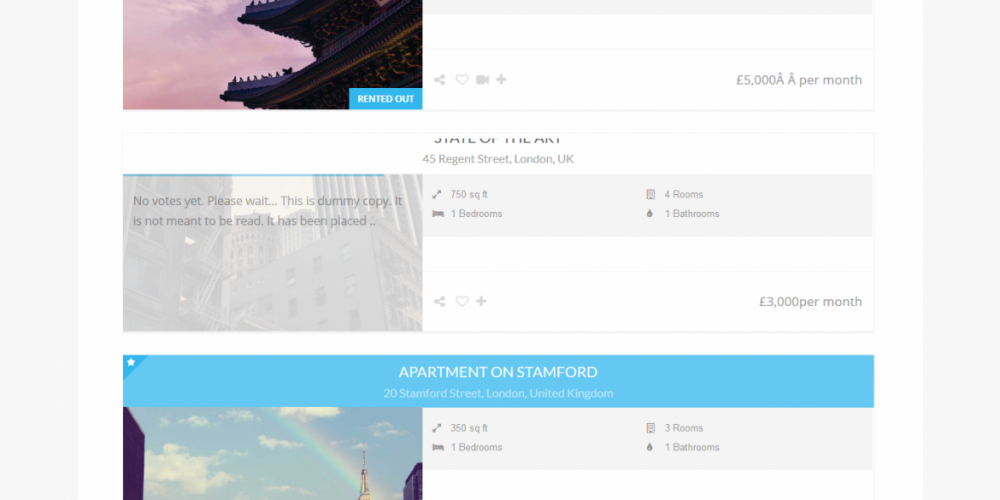 £5,000Â Â per month
RENTED OUT
STATE OF THE ART
45 Regent Street, London, UK
No votes yet. Please wait... This is dummy copy. It
is not meant to be read. It has been placed ..
750 sq ft
4 Rooms
1 Bedrooms
1 Bathrooms
£3,000per month
APARTMENT ON STAMFORD
20 Stamford Street, London, United Kingdom
350 sq ft
3 Rooms
1 Bedrooms
1 Bathrooms